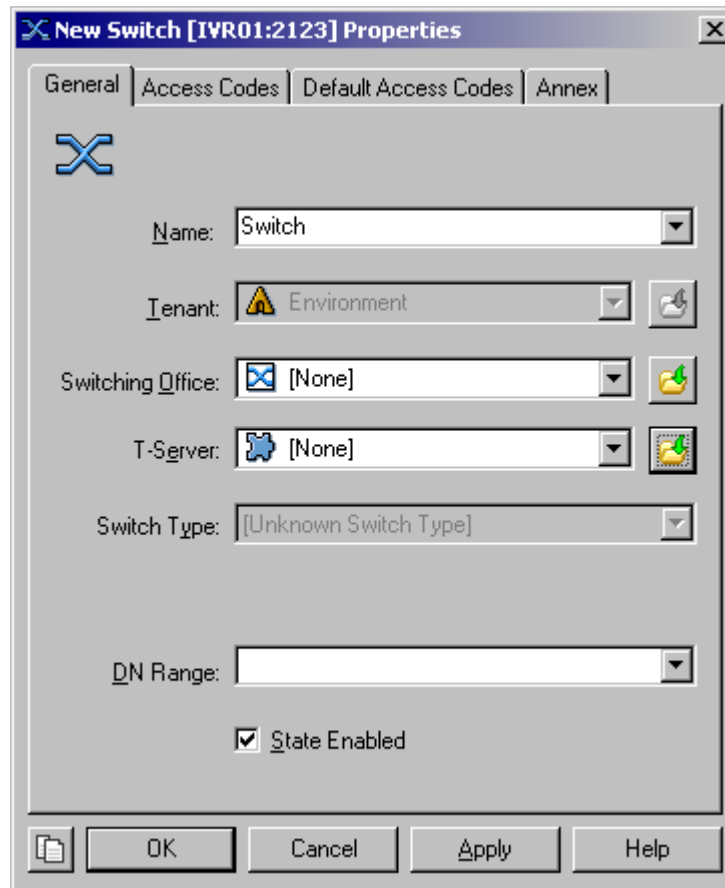 New Switch [IVR01:2123] Properties
General Access Codes Default Access Codes Annex
Name: Switch
Tenant: Environment
Switching Office: [None]
T-Server: [None]
Switch Type: [Unknown Switch Type]
DN Range:
State Enabled
OK Cancel Apply Help